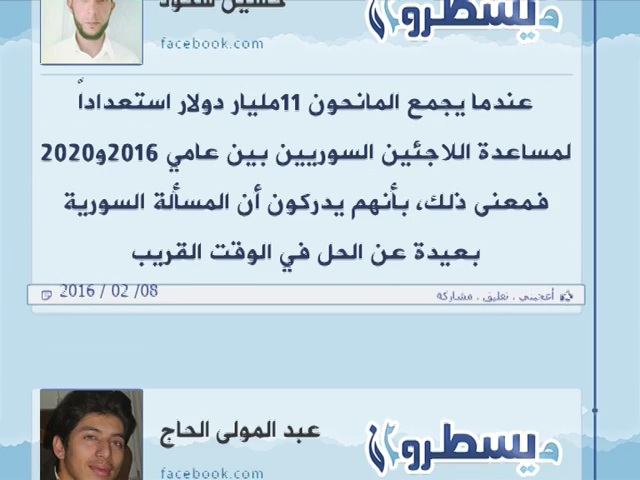 حسين سعود
facebook.com
عندما يجمع المانحون 11مليار دولار استعداداً
لمساعدة اللاجئين السوريين بين عامي 2016و2020
فمعنى ذلك، بأنهم يدركون أن المسألة السورية
بعيدة عن الحل في الوقت القريب
2016 / 02 /08
أعجبني . تعليق . مشاركة
عبد المولى الحاج
facebook.com